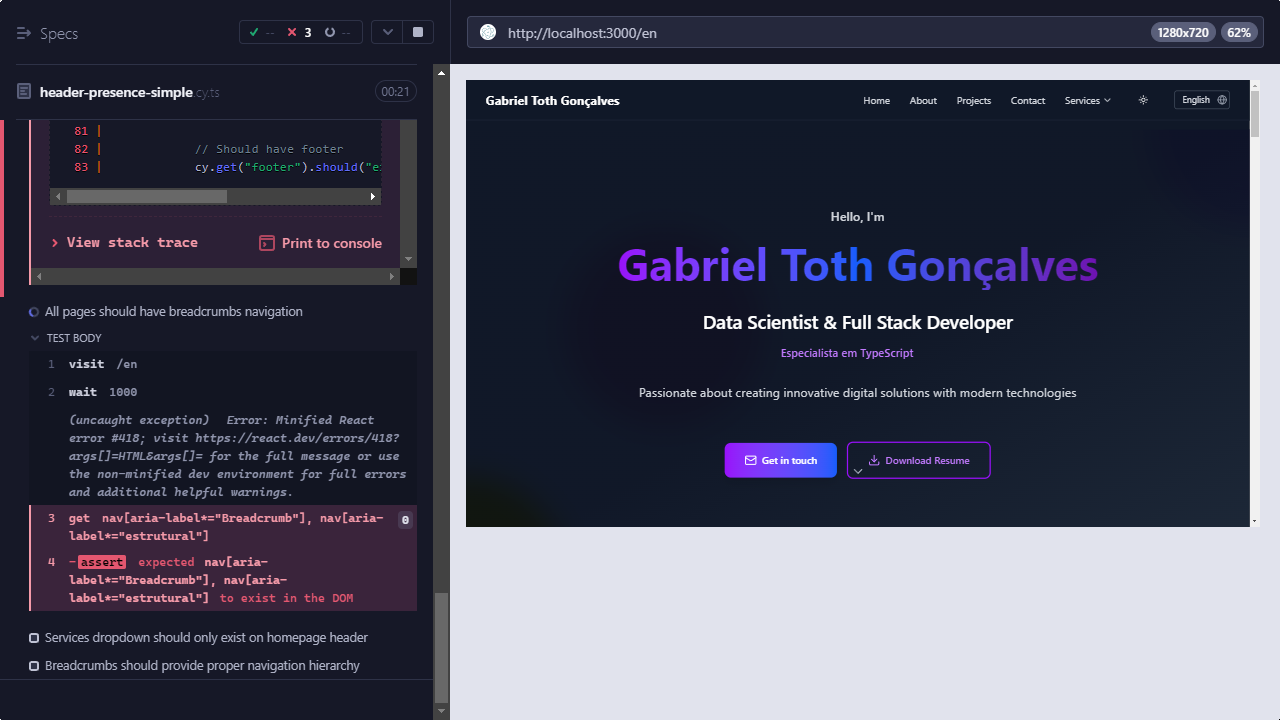 Specs
-- 3 --
header-presence-simple.cy.ts 00:21
81 |
82 | // Should have footer
83 | cy.get("footer").should("e
View stack trace Print to console
All pages should have breadcrumbs navigation
TEST BODY
1 visit /en
2 wait 1000
(uncaught exception) Error: Minified React
error #418; visit https://react.dev/errors/418?
args[]=HTML&args[]= for the full message or use
the non-minified dev environment for full errors
and additional helpful warnings.
3 get nav[aria-label*="Breadcrumb"], nav[aria- 0
label*="estrutural"]
4 -assert expected nav[aria-
label*="Breadcrumb"], nav[aria-
label*="estrutural"] to exist in the DOM
Services dropdown should only exist on homepage header
Breadcrumbs should provide proper navigation hierarchy
http://localhost:3000/en 1280x720 62%
Gabriel Toth Gonçalves Home About Projects Contact Services English
Hello, I'm
Gabriel Toth Gonçalves
Data Scientist & Full Stack Developer
Especialista em TypeScript
Passionate about creating innovative digital solutions with modern technologies
Get in touch Download Resume